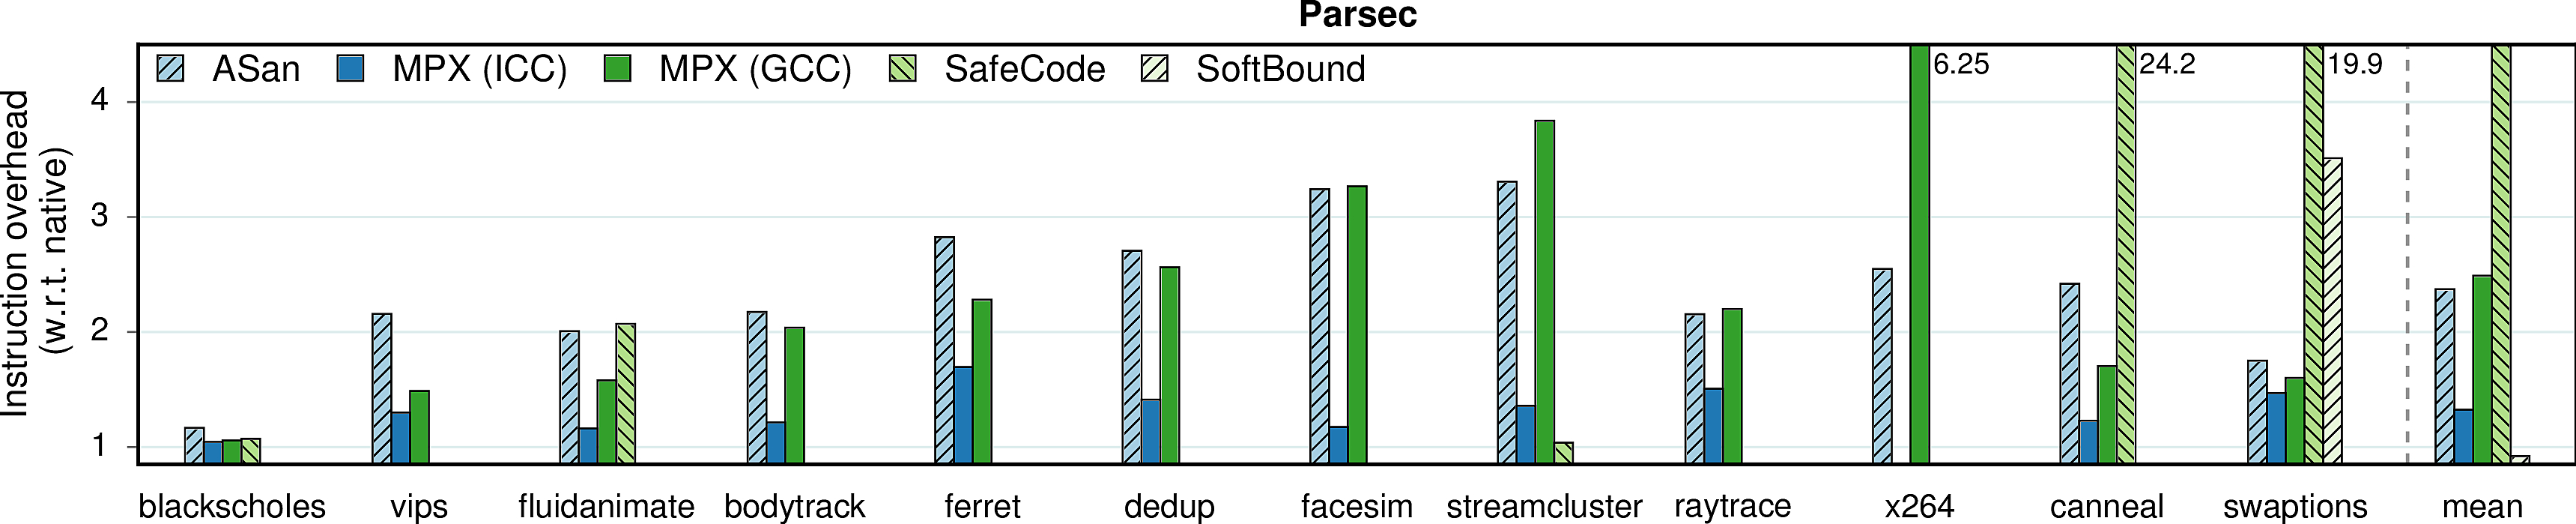 Parsec
ASan MPX (ICC) MPX (GCC) SafeCode SoftBound
6.25 24.2 19.9
Instruction overhead
(w.r.t. native)
4
3
2
1
blackscholes vips fluidanimate bodytrack ferret dedup facesim streamcluster raytrace x264 canneal swaptions mean